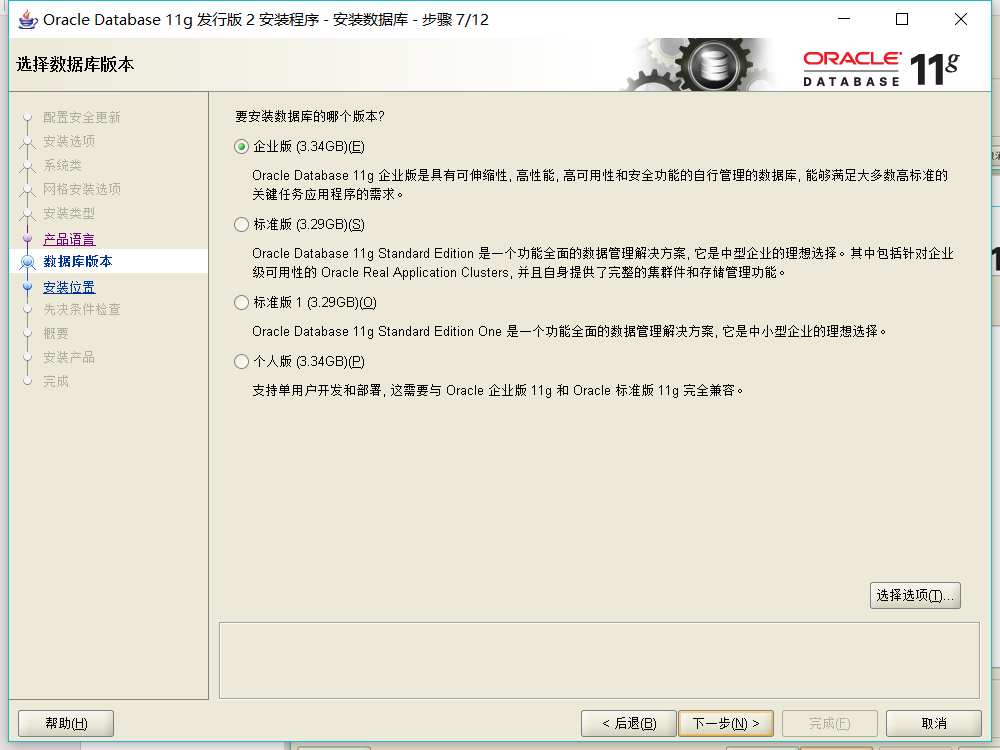 Oracle Database 11g 发行版 2 安装程序 - 安装数据库 - 步骤 7/12
选择数据库版本
ORACLE
DATABASE
11g
配置安全更新
安装选项
系统类
网格安装选项
安装类型
产品语言
数据库版本
安装位置
先决条件检查
概要
安装产品
完成
要安装数据库的哪个版本?
企业版 (3.34GB)(E)
Oracle Database 11g 企业版是具有可伸缩性, 高性能, 高可用性和安全功能的自行管理的数据库, 能够满足大多数高标准的
关键任务应用程序的需求。
标准版 (3.29GB)(S)
Oracle Database 11g Standard Edition 是一个功能全面的数据管理解决方案, 它是中型企业的理想选择。其中包括针对企业
级可用性的 Oracle Real Application Clusters, 并且自身提供了完整的集群件和存储管理功能。
标准版 1 (3.29GB)(O)
Oracle Database 11g Standard Edition One 是一个功能全面的数据管理解决方案, 它是中小型企业的理想选择。
个人版 (3.34GB)(P)
支持单用户开发和部署, 这需要与 Oracle 企业版 11g 和 Oracle 标准版 11g 完全兼容。
选择选项(T)...
帮助(H)
< 后退(B)
下一步(N) >
完成(F)
取消